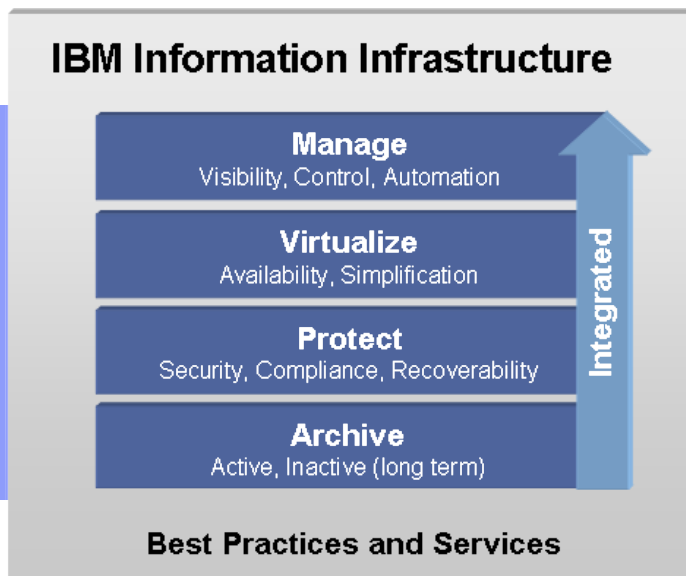 IBM Information Infrastructure
Manage
Visibility, Control, Automation
Virtualize
Availability, Simplification
Protect
Security, Compliance, Recoverability
Archive
Active, Inactive (long term)
Integrated
Best Practices and Services